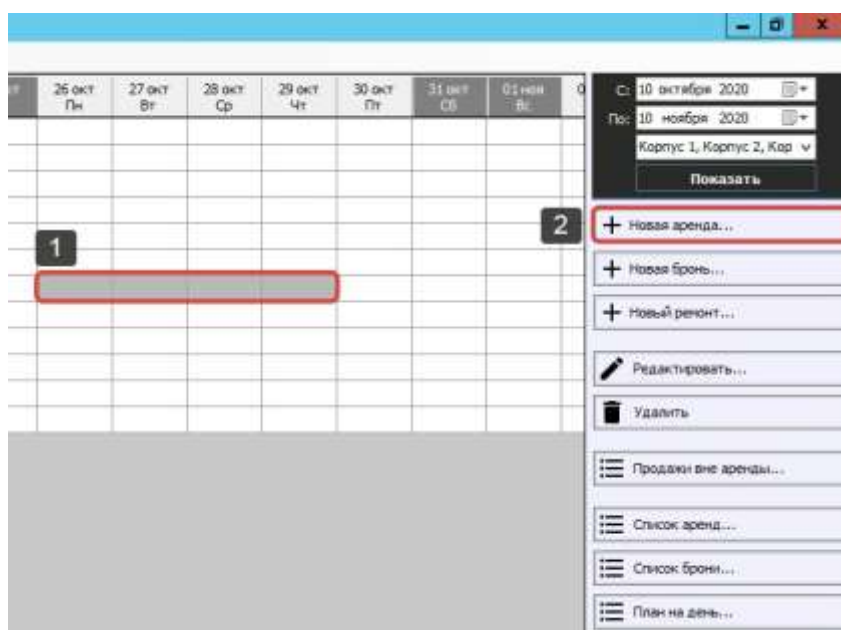 26 окт 27 окт 28 окт 29 окт 30 окт 31 окт 01 ноя 0
Пн Вт Ср Чт Пт Сб Вс
С: 10 октября 2020
По: 10 ноября 2020
Корпус 1, Корпус 2, Кор
Показать
2 Новая аренда...
1
Новая бронь...
Новый ремонт...
Редактировать...
Удалить
Продажи вне аренды...
Список аренд...
Список брони...
План на день...